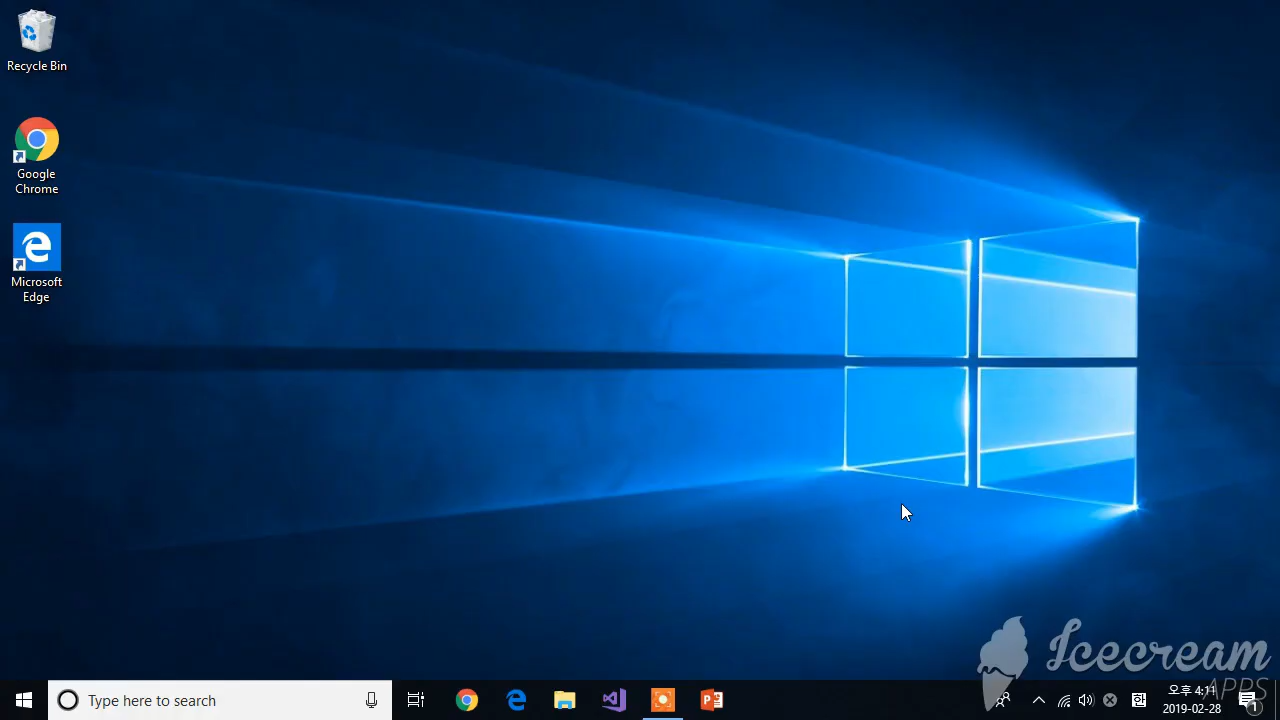 Recycle Bin
Google
Chrome
Microsoft
Edge
Icecream
APPS
Type here to search
오후 4:11
2019-02-28
1